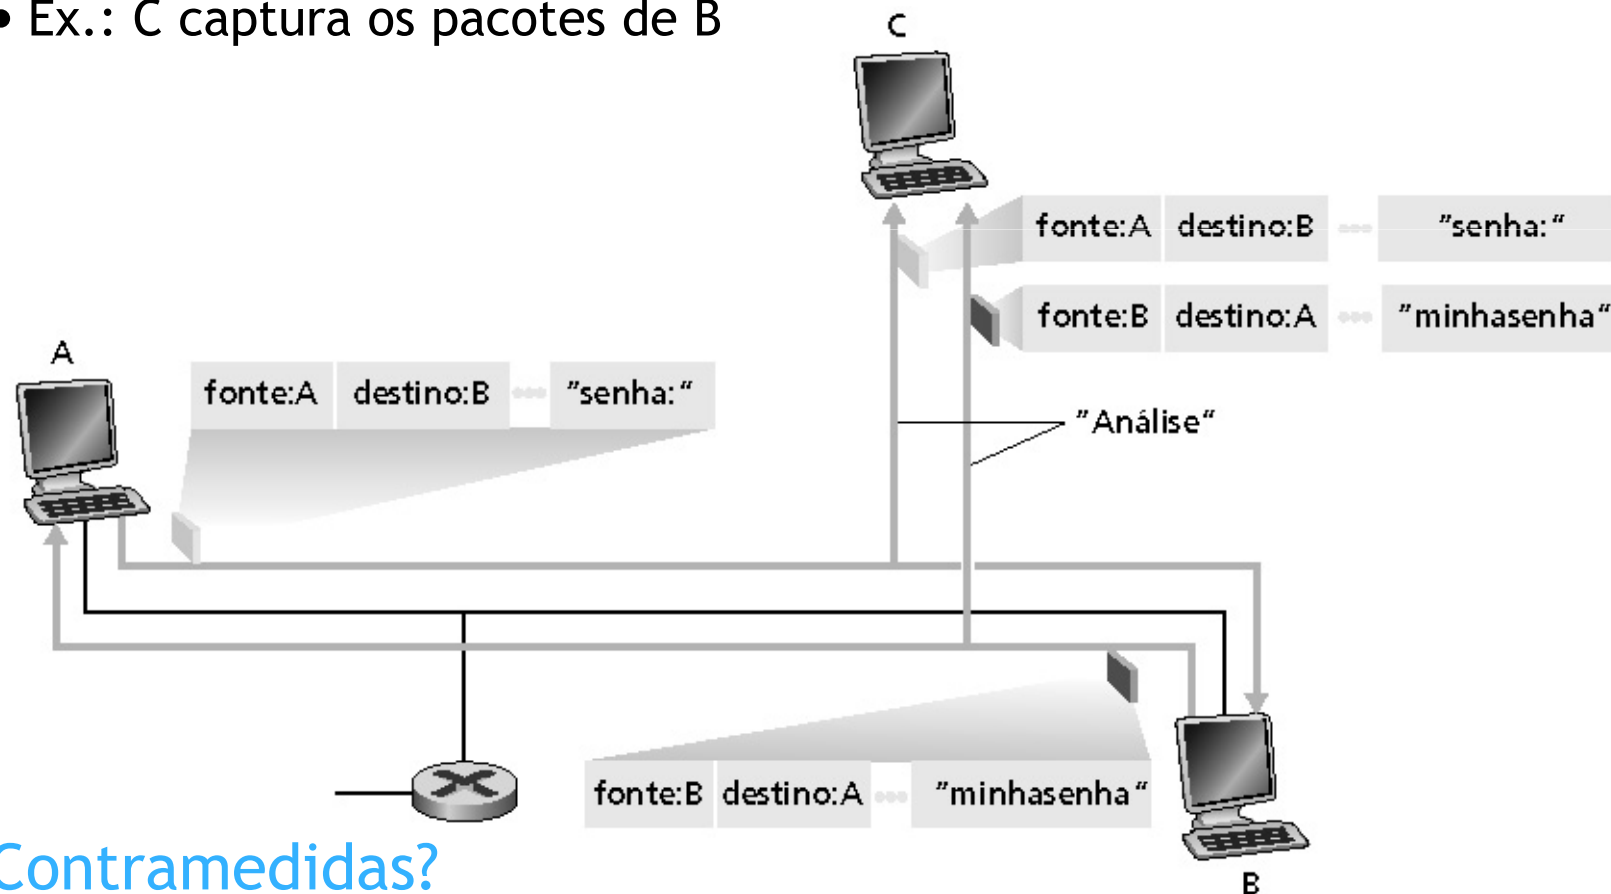 • Ex.: C captura os pacotes de B
C
fonte:A destino:B ••• "senha:"
fonte:B destino:A ••• "minhasenha"
A
fonte:A destino:B ••• "senha:"
"Análise"
fonte:B destino:A ••• "minhasenha"
Contramedidas?
B